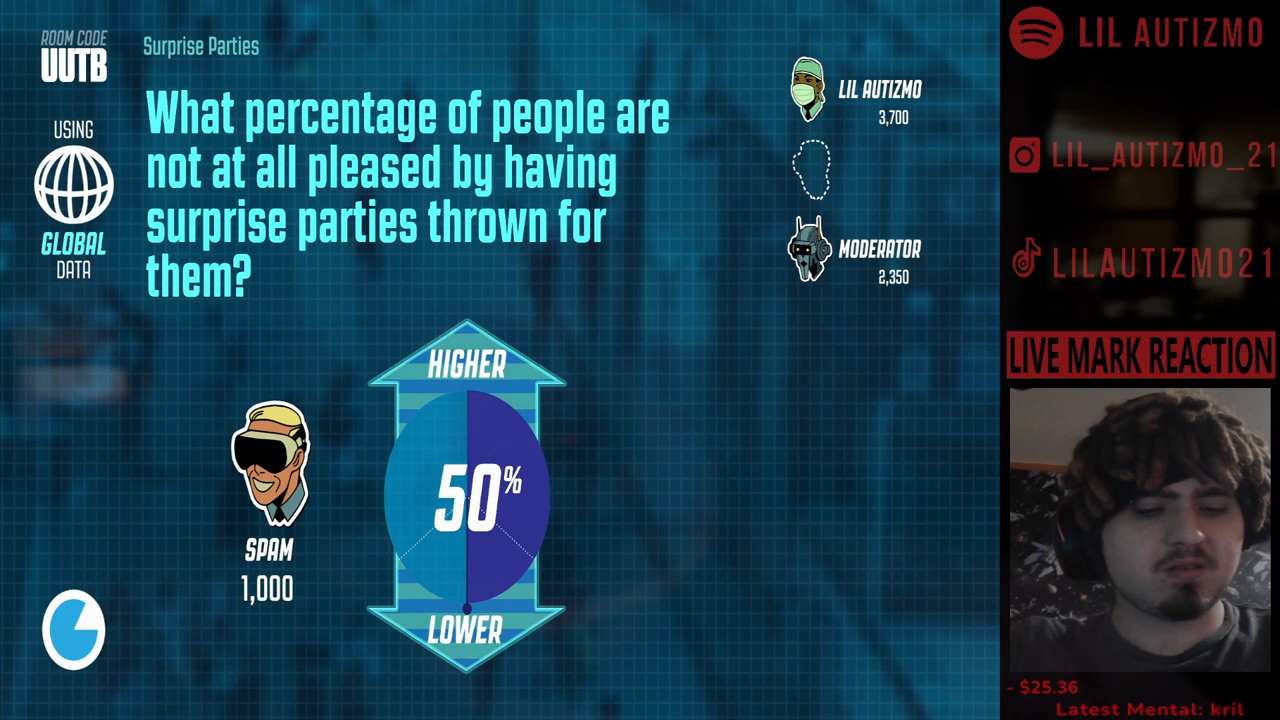 ROOM CODE
UUTB
Surprise Parties
What percentage of people are
not at all pleased by having
surprise parties thrown for
them?
USING
GLOBAL
DATA
LIL AUTIZMO
3,700
MODERATOR
2,350
HIGHER
50%
LOWER
SPAM
1,000
LIL AUTIZMO
LIL_AUTIZMO_21
LILAUTIZMO21
LIVE MARK REACTION
- $25.36
Latest Mental: kril